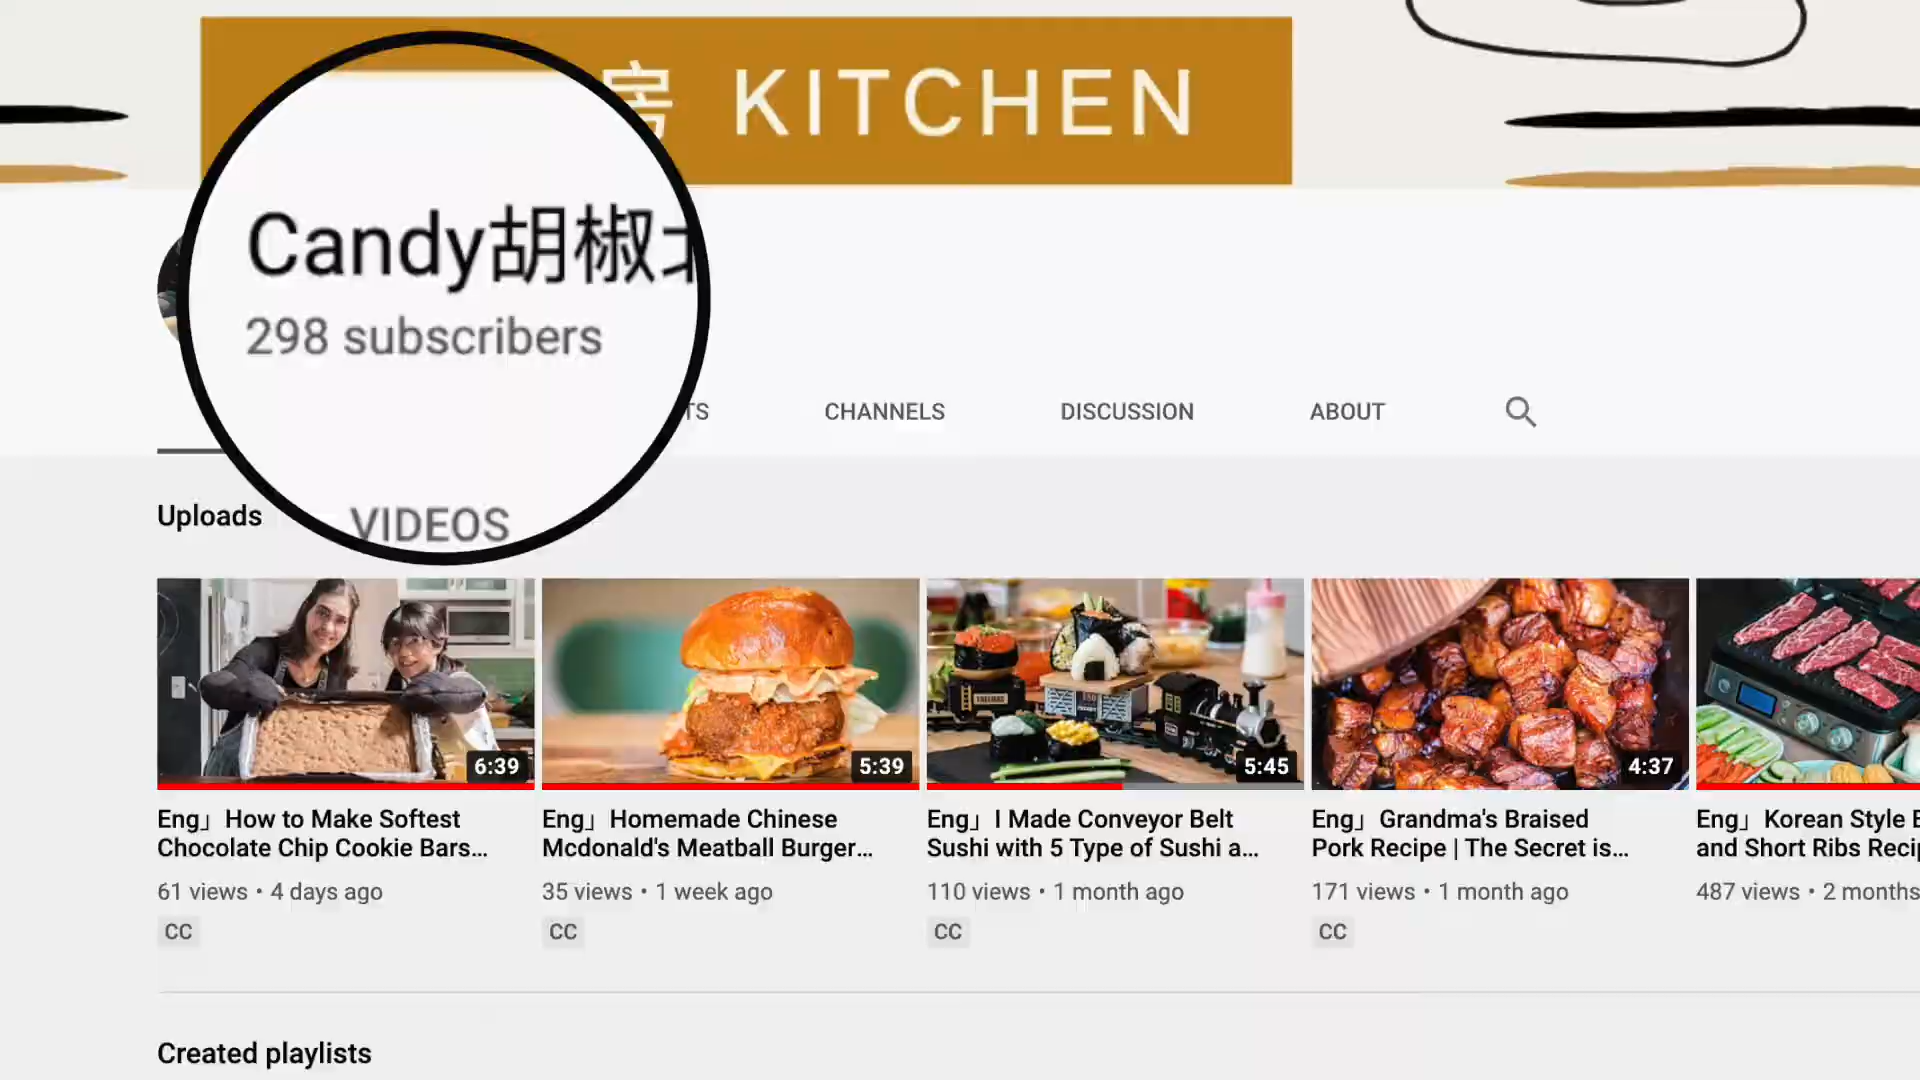 KITCHEN
Candy胡椒
298 subscribers
CHANNELS
DISCUSSION
ABOUT
VIDEOS
Uploads
6:39
5:39
5:45
4:37
Eng」How to Make Softest
Chocolate Chip Cookie Bars...
61 views • 4 days ago
CC
Eng」Homemade Chinese
Mcdonald's Meatball Burger...
35 views • 1 week ago
CC
Eng」I Made Conveyor Belt
Sushi with 5 Type of Sushi a...
110 views • 1 month ago
CC
Eng」Grandma's Braised
Pork Recipe | The Secret is...
171 views • 1 month ago
CC
Eng」Korean Style
and Short Ribs
487 views • 2 months
Created playlists